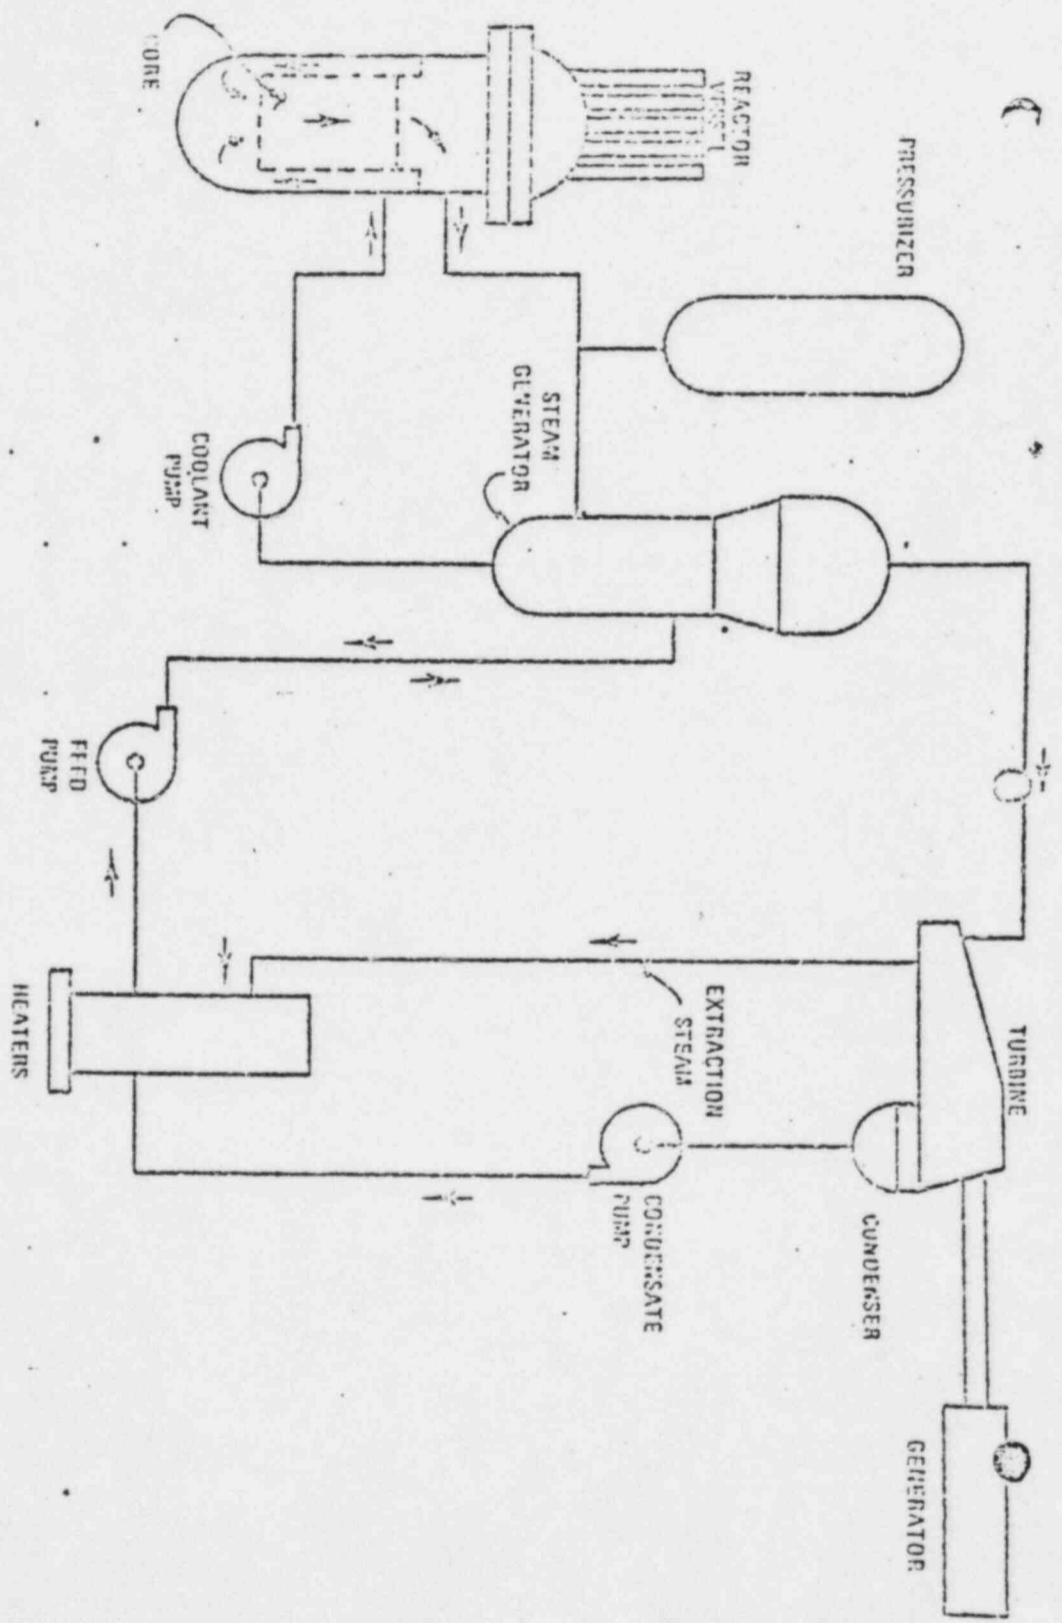 REACTOR
VESSEL
CORE
PRESSURIZER
STEAM
GENERATOR
COOLANT
PUMP
FEED
PUMP
EXTRACTION
STEAM
TURBINE
HEATERS
CONDENSATE
PUMP
CONDENSER
GENERATOR